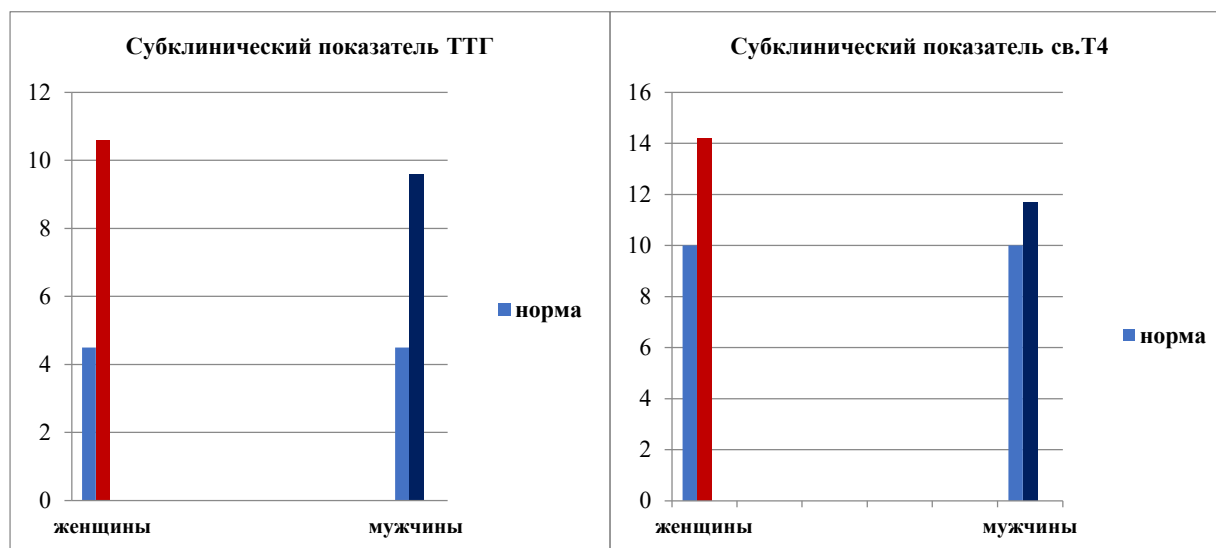 Субклинический показатель ТТГ
12
10
8
6
4
2
0
женщины
мужчины
норма
Субклинический показатель св.Т4
16
14
12
10
8
6
4
2
0
женщины
мужчины
норма